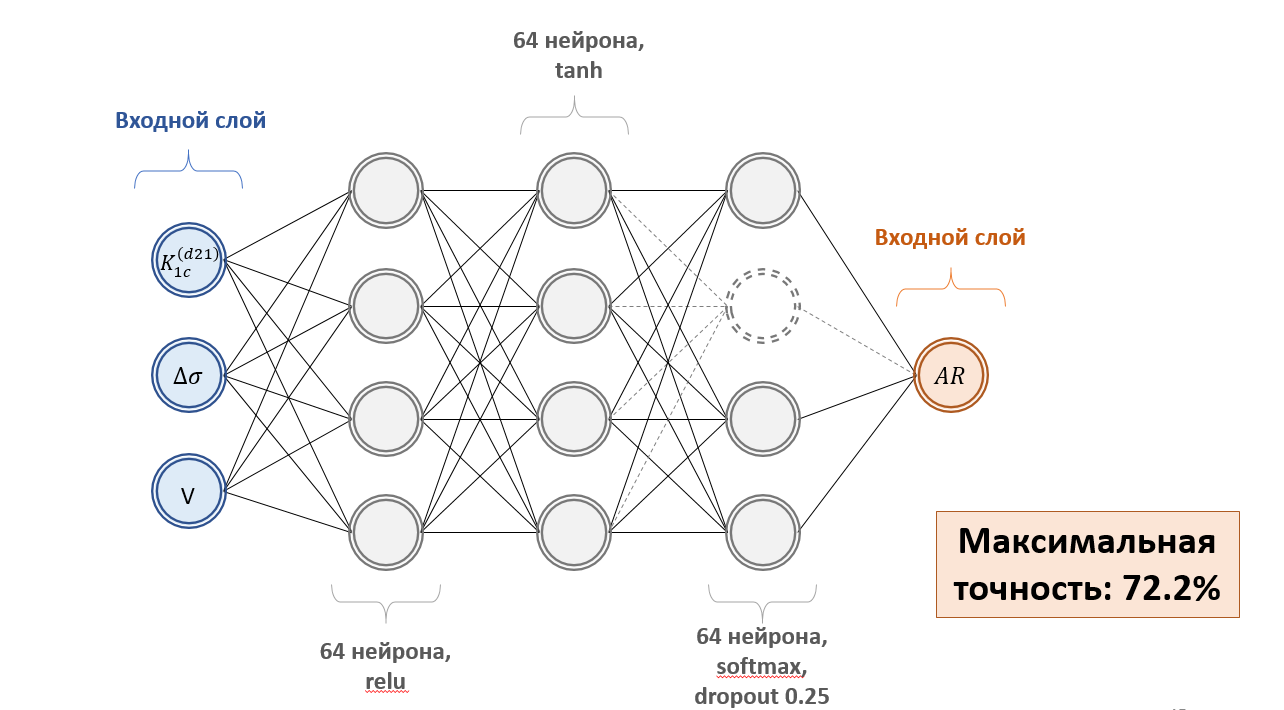 64 нейрона,
tanh
Входной слой
Входной слой
K_{1c}^{(d21)}
Δσ
V
AR
Максимальная
точность: 72.2%
64 нейрона,
relu
64 нейрона,
softmax,
dropout 0.25